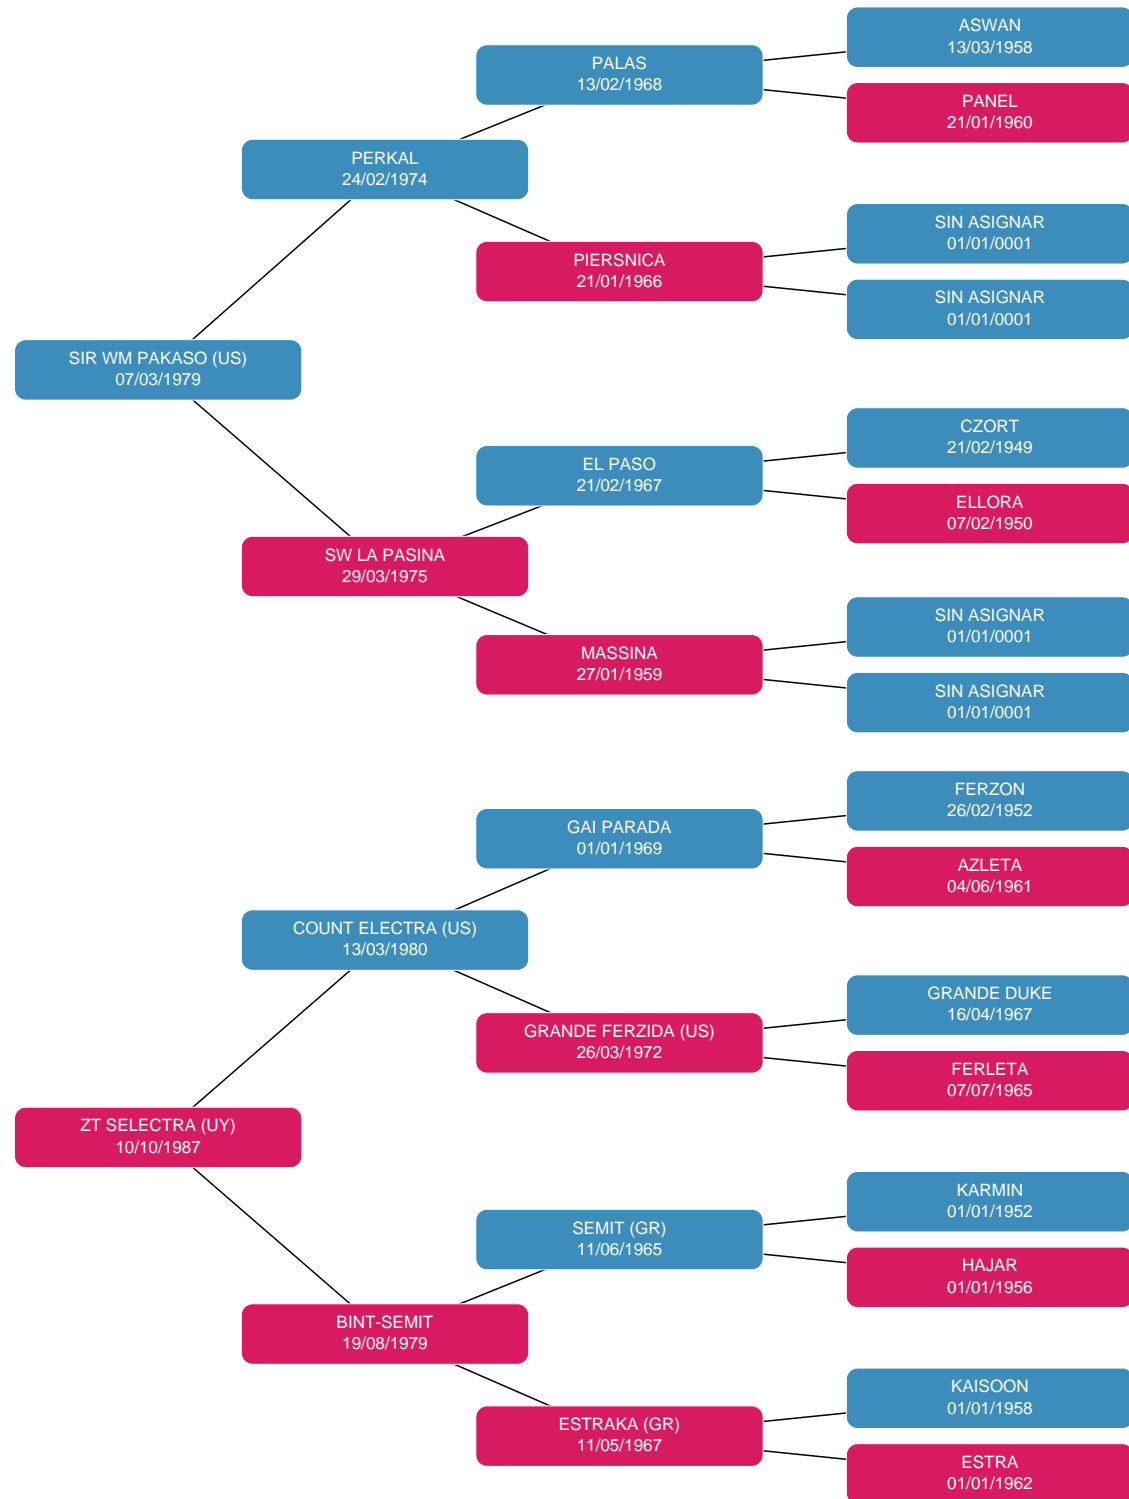 ASWAN
13/03/1958
PALAS
13/02/1968
PANEL
21/01/1960
PERKAL
24/02/1974
SIN ASIGNAR
01/01/0001
PIERSNICA
21/01/1966
SIN ASIGNAR
01/01/0001
SIR WM PAKASO (US)
07/03/1979
CZORT
21/02/1949
EL PASO
21/02/1967
ELLORA
07/02/1950
SW LA PASINA
29/03/1975
SIN ASIGNAR
01/01/0001
MASSINA
27/01/1959
SIN ASIGNAR
01/01/0001
FERZON
26/02/1952
GAI PARADA
01/01/1969
AZLETA
04/06/1961
COUNT ELECTRA (US)
13/03/1980
GRANDE DUKE
16/04/1967
GRANDE FERZIDA (US)
26/03/1972
FERLETA
07/07/1965
ZT SELECTRA (UY)
10/10/1987
KARMIN
01/01/1952
SEMIT (GR)
11/06/1965
HAJAR
01/01/1956
BINT-SEMIT
19/08/1979
KAISOON
01/01/1958
ESTRAKA (GR)
11/05/1967
ESTRA
01/01/1962